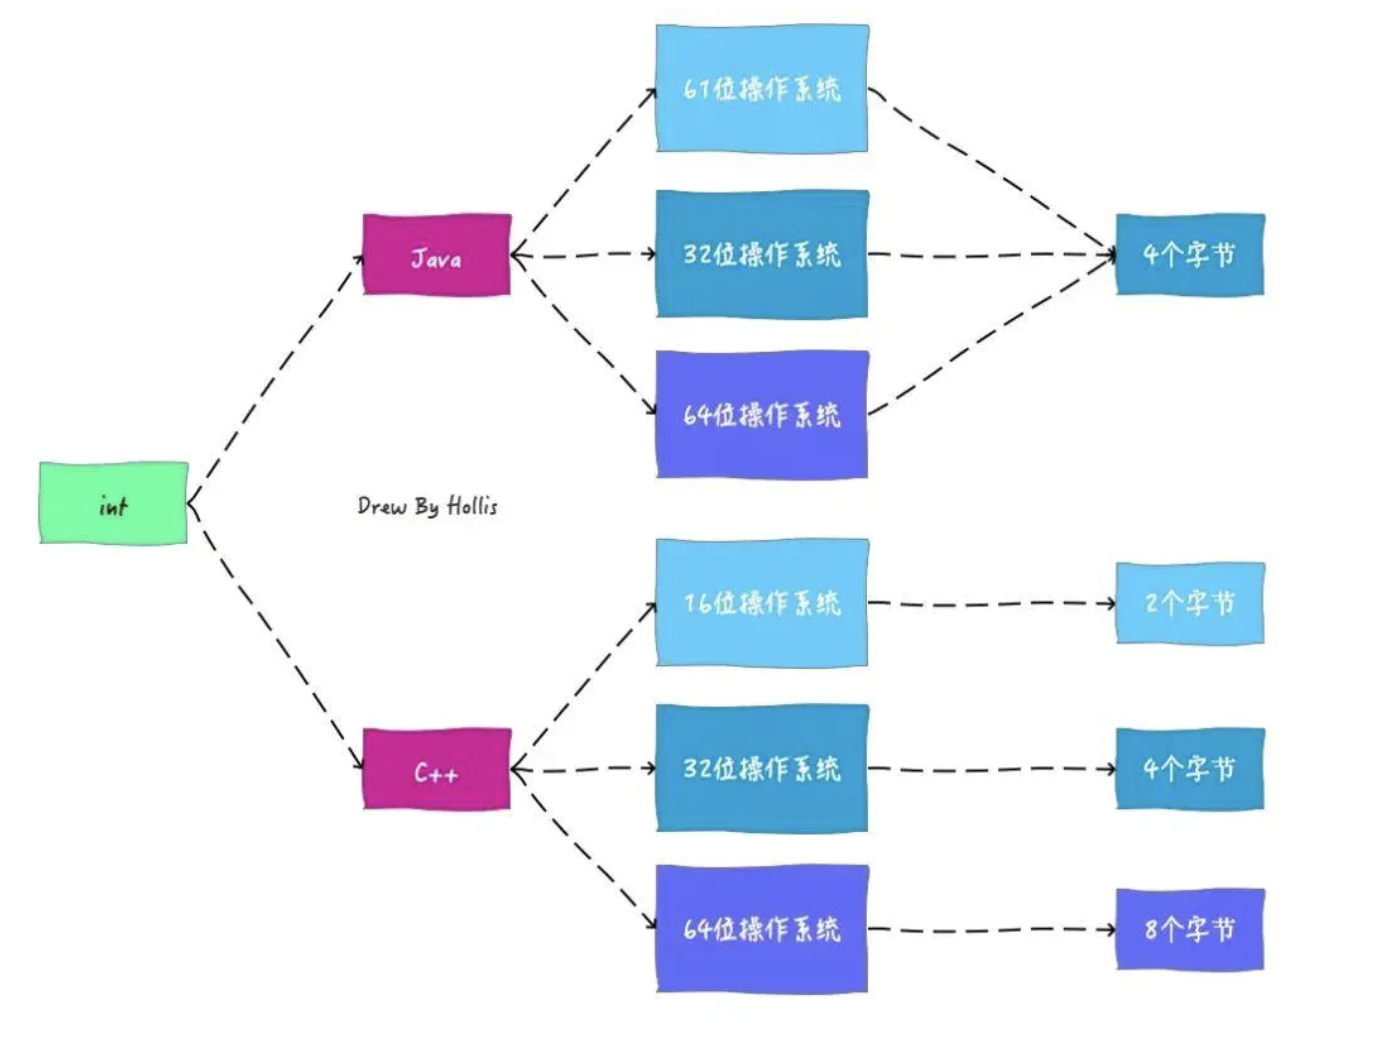 61位操作系统
32位操作系统
64位操作系统
Java
4个字节
int
Drew By Hollis
16位操作系统
2个字节
C++
32位操作系统
4个字节
64位操作系统
8个字节